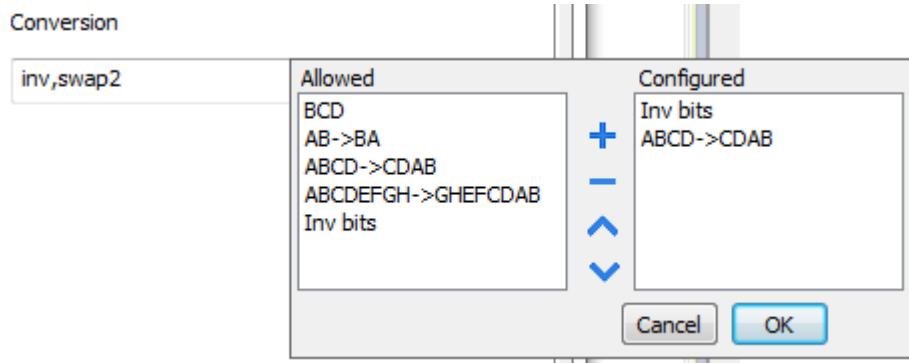 Conversion
inv,swap2
Allowed
BCD
AB->BA
ABCD->CDAB
ABCDEFGH->GHEFCDAB
Inv bits
Configured
Inv bits
ABCD->CDAB
Cancel
OK